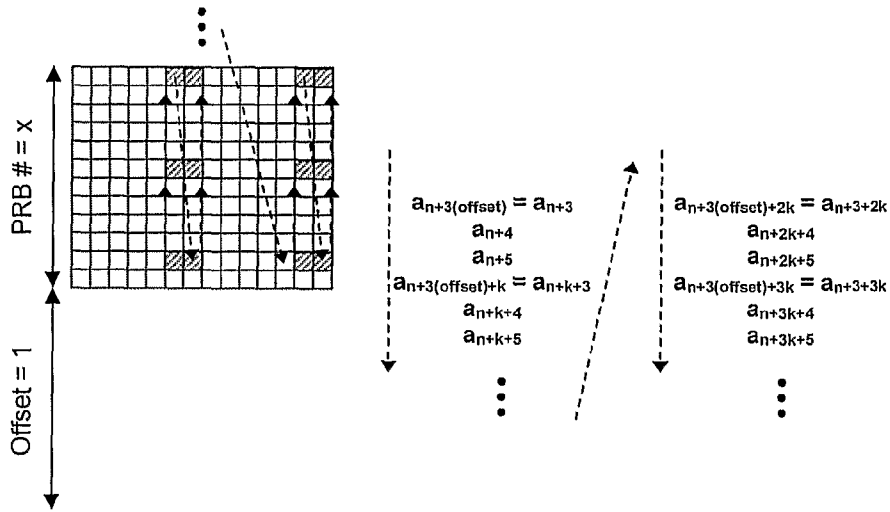 PRB # = x
Offset = 1
an+3(offset) = an+3
an+4
an+5
an+3(offset)+k = an+k+3
an+k+4
an+k+5
an+3(offset)+2k = an+3+2k
an+2k+4
an+2k+5
an+3(offset)+3k = an+3+3k
an+3k+4
an+3k+5